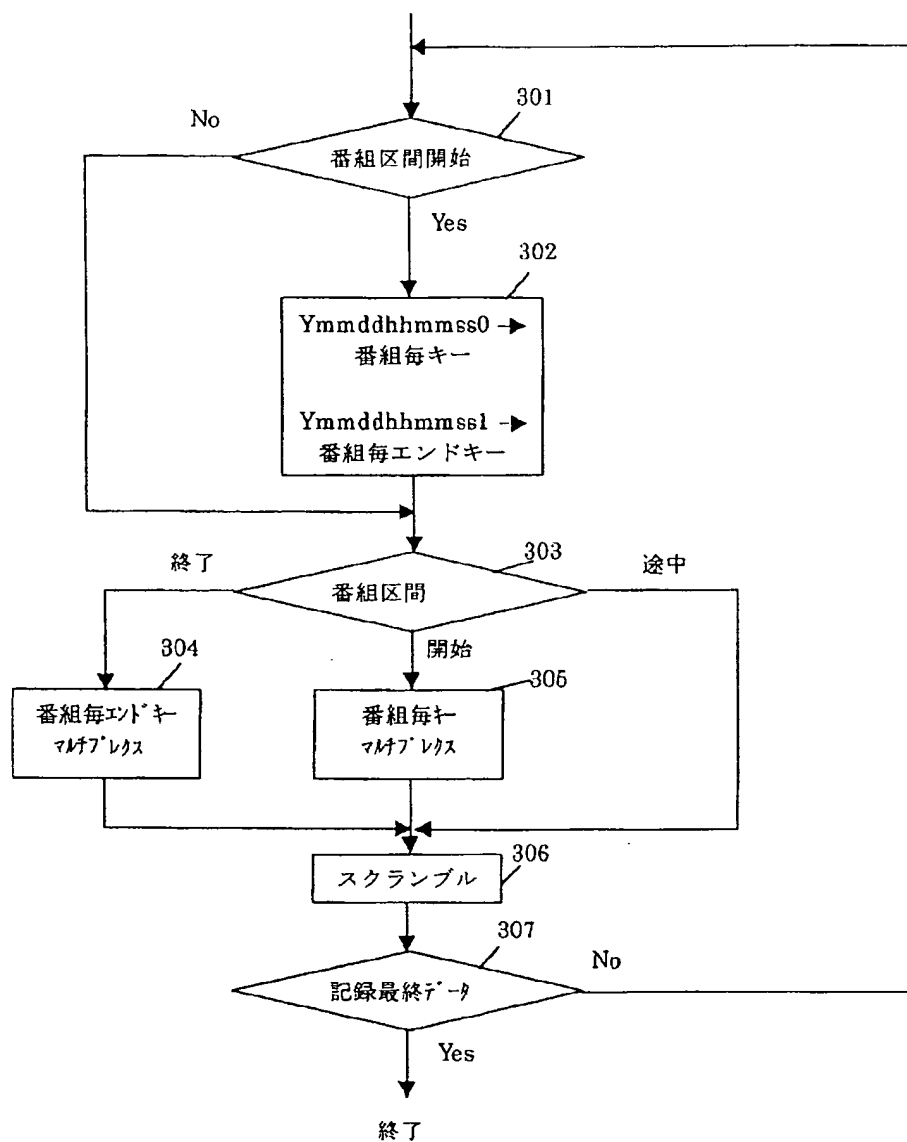 301
No
番組区間開始
Yes
302
Ymmddhhmmss0→
番組毎キー
Ymmddhhmmss1→
番組毎エンドキー
303
終了
途中
番組区間
304
開始
305
番組毎エンドキー
マルチプレクス
番組毎キー
マルチプレクス
スクランブル
306
307
No
記録最終データ
Yes
終了